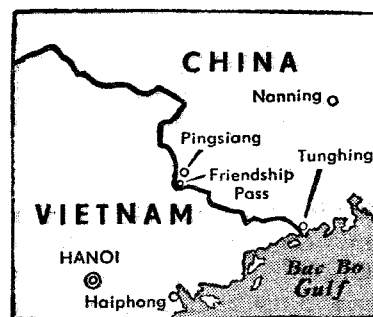 CHINA
Nanning
Pingsiang
Tunghing
Friendship
Pass
VIETNAM
HANOI
Bac Bo
Gulf
Haiphong